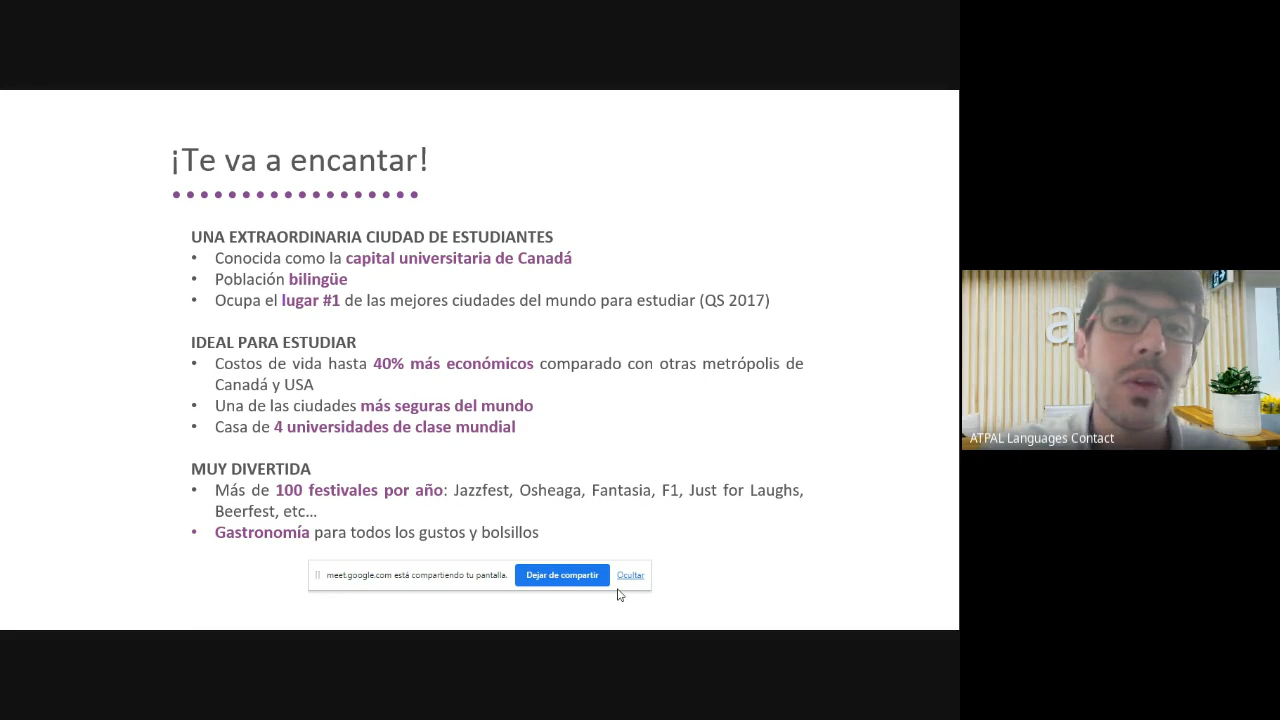 ¡Te va a encantar!
UNA EXTRAORDINARIA CIUDAD DE ESTUDIANTES
• Conocida como la capital universitaria de Canadá
• Población bilingüe
• Ocupa el lugar #1 de las mejores ciudades del mundo para estudiar (QS 2017)
IDEAL PARA ESTUDIAR
• Costos de vida hasta 40% más económicos comparado con otras metrópolis de
Canadá y USA
• Una de las ciudades más seguras del mundo
• Casa de 4 universidades de clase mundial
MUY DIVERTIDA
• Más de 100 festivales por año: Jazzfest, Osheaga, Fantasia, F1, Just for Laughs,
Beerfest, etc...
• Gastronomía para todos los gustos y bolsillos
meet.google.com está compartiendo tu pantalla.
Dejar de compartir
Ocultar
ATPAL Languages Contact